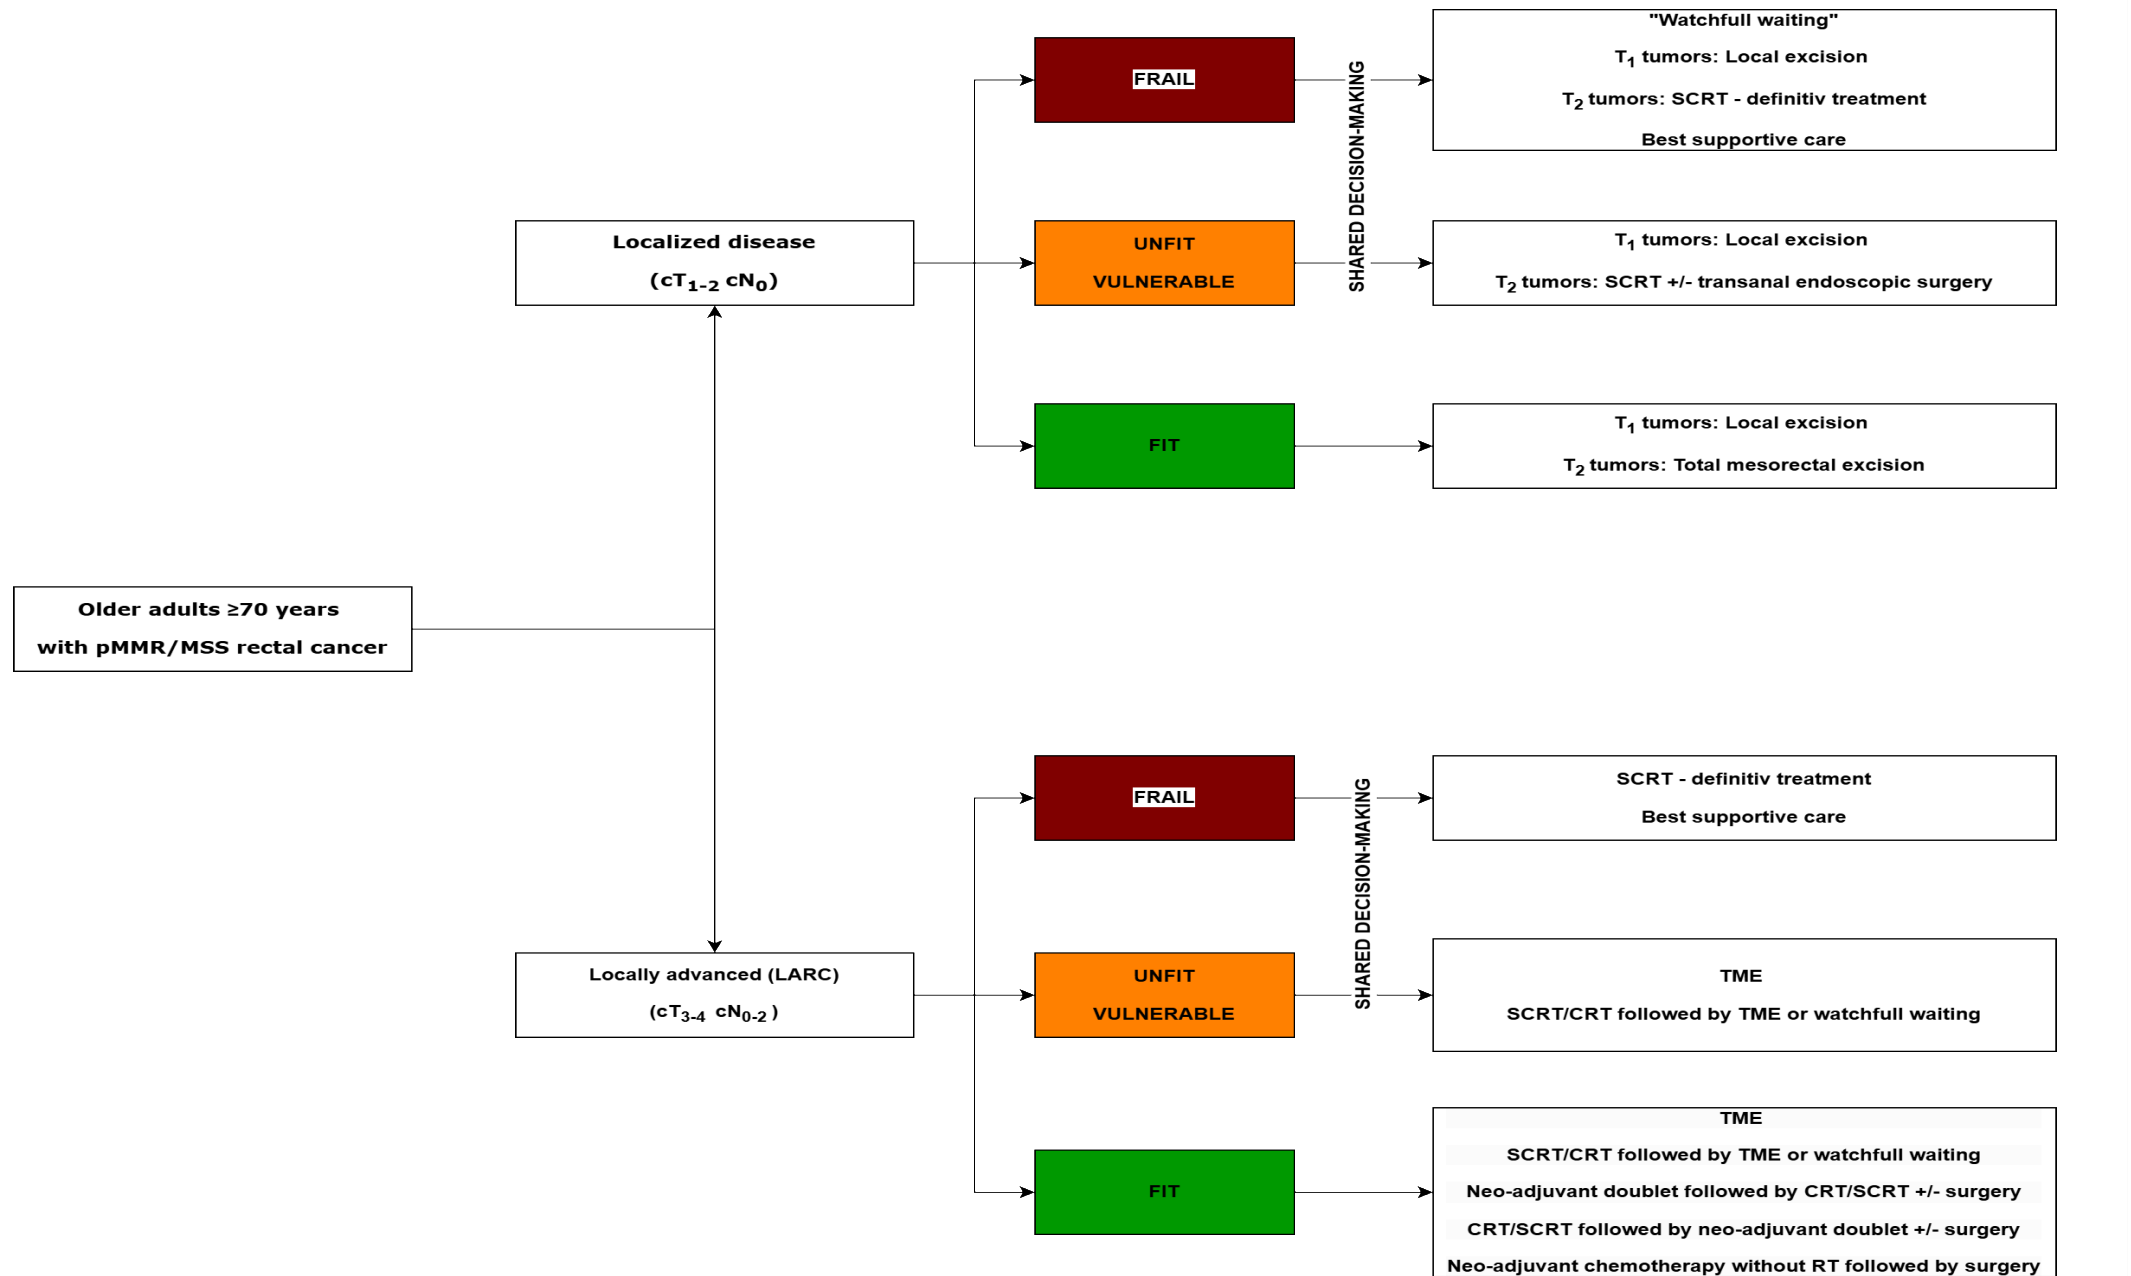 "Watchfull waiting"
T1 tumors: Local excision
T2 tumors: SCRT - definitiv treatment
Best supportive care
FRAIL
SHARED DECISION-MAKING
Localized disease
(cT1-2 cN0)
UNFIT
VULNERABLE
T1 tumors: Local excision
T2 tumors: SCRT +/- transanal endoscopic surgery
FIT
T1 tumors: Local excision
T2 tumors: Total mesorectal excision
Older adults ≥70 years
with pMMR/MSS rectal cancer
FRAIL
SHARED DECISION-MAKING
SCRT - definitiv treatment
Best supportive care
Locally advanced (LARC)
(cT3-4 cN0-2 )
UNFIT
VULNERABLE
TME
SCRT/CRT followed by TME or watchfull waiting
FIT
TME
SCRT/CRT followed by TME or watchfull waiting
Neo-adjuvant doublet followed by CRT/SCRT +/- surgery
CRT/SCRT followed by neo-adjuvant doublet +/- surgery
Neo-adjuvant chemotherapy without RT followed by surgery